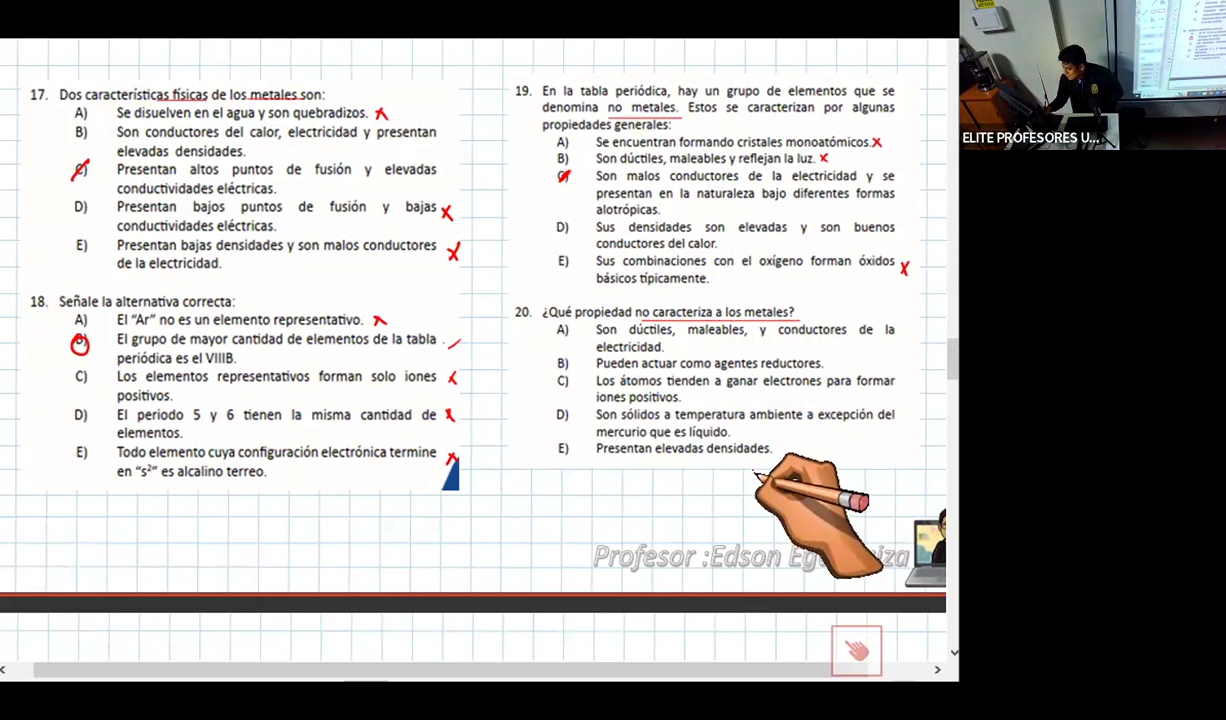 17. Dos características físicas de los metales son:
A) Se disuelven en el agua y son quebradizos.
B) Son conductores del calor, electricidad y presentan
elevadas densidades.
C) Presentan altos puntos de fusión y elevadas
conductividades eléctricas.
D) Presentan bajos puntos de fusión y bajas
conductividades eléctricas.
E) Presentan bajas densidades y son malos conductores
de la electricidad.
18. Señale la alternativa correcta:
A) El “Ar” no es un elemento representativo.
B) El grupo de mayor cantidad de elementos de la tabla
periódica es el VIIIB.
C) Los elementos representativos forman solo iones
positivos.
D) El periodo 5 y 6 tienen la misma cantidad de
elementos.
E) Todo elemento cuya configuración electrónica termine
en “s²” es alcalino terreo.
19. En la tabla periódica, hay un grupo de elementos que se
denomina no metales. Estos se caracterizan por algunas
propiedades generales:
A) Se encuentran formando cristales monoatómicos.
B) Son dúctiles, maleables y reflejan la luz.
C) Son malos conductores de la electricidad y se
presentan en la naturaleza bajo diferentes formas
alotrópicas.
D) Sus densidades son elevadas y son buenos
conductores del calor.
E) Sus combinaciones con el oxígeno forman óxidos
básicos típicamente.
20. ¿Qué propiedad no caracteriza a los metales?
A) Son dúctiles, maleables, y conductores de la
electricidad.
B) Pueden actuar como agentes reductores.
C) Los átomos tienden a ganar electrones para formar
iones positivos.
D) Son sólidos a temperatura ambiente a excepción del
mercurio que es líquido.
E) Presentan elevadas densidades.
Profesor :Edson
ELITE PROFESORES U...